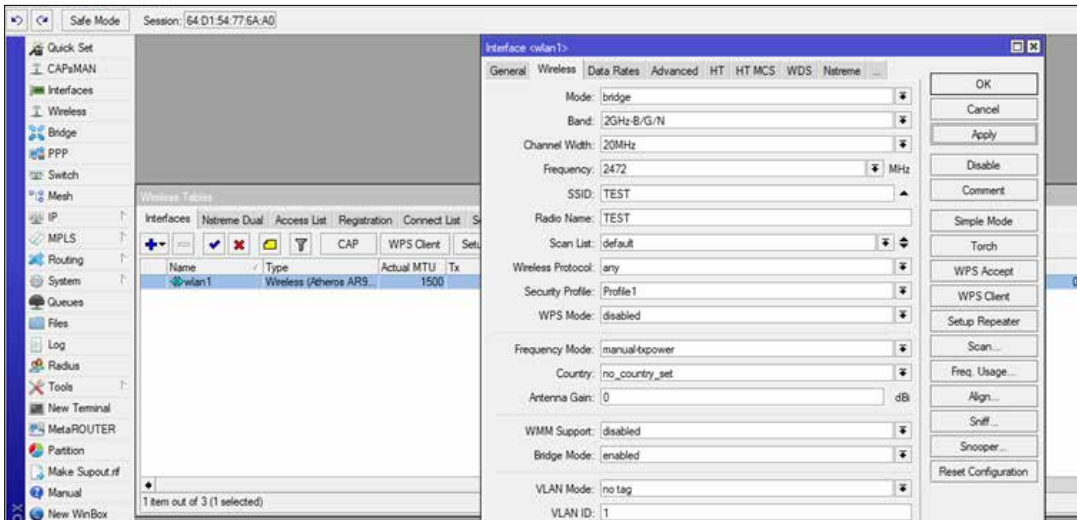 Safe Mode Session: 64:D1:54:77:6A:A0
Quick Set
CAPsMAN
Interfaces
Wireless
Bridge
PPP
Switch
Mesh
IP
MPLS
Routing
System
Queues
Files
Log
Radius
Tools
New Terminal
MetaROUTER
Partition
Make Supout.rif
Manual
New WinBox
Wireless Tables
Interfaces Nstreme Dual Access List Registration Connect List
CAP WPS Client
Name Type Actual MTU Tx
wlan1 Wireless (Atheros AR9... 1500
1 item out of 3 (1 selected)
Interface <wlan1>
General Wireless Data Rates Advanced HT HT MCS WDS Nstreme ...
Mode: bridge
Band: 2GHz-B/G/N
Channel Width: 20MHz
Frequency: 2472 MHz
SSID: TEST
Radio Name: TEST
Scan List: default
Wireless Protocol: any
Security Profile: Profile1
WPS Mode: disabled
Frequency Mode: manual-txpower
Country: no_country_set
Antenna Gain: 0 dBi
WMM Support: disabled
Bridge Mode: enabled
VLAN Mode: no tag
VLAN ID: 1
OK
Cancel
Apply
Disable
Comment
Simple Mode
Torch
WPS Accept
WPS Client
Setup Repeater
Scan...
Freq. Usage...
Align...
Sniff...
Snooper...
Reset Configuration